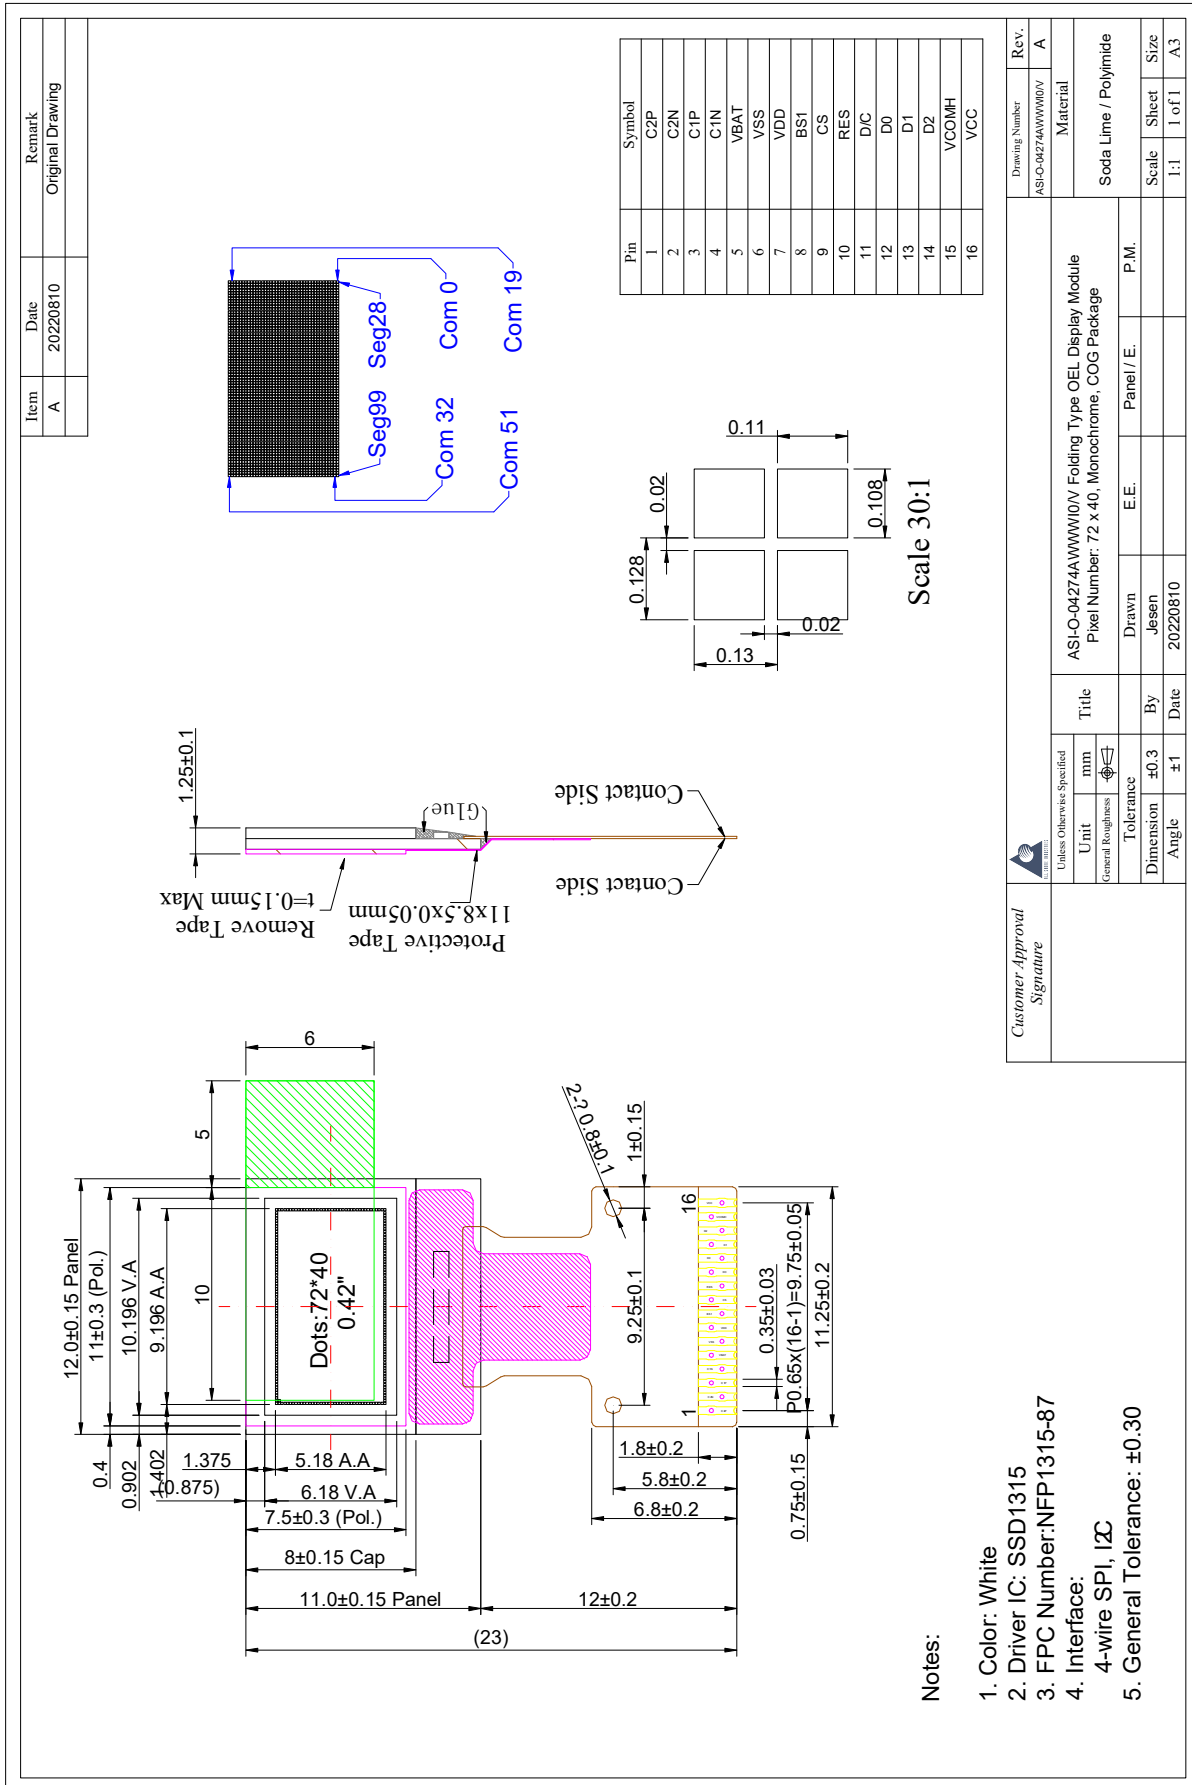 Item Date Remark
A 20220810 Original Drawing
12.0±0.15 Panel
11±0.3 (Pol.)
10.196 V.A
9.196 A.A
10
5
6
0.4
0.902
1.402
1.375
(0.875)
5.18 A.A
6.18 V.A
7.5±0.3 (Pol.)
8±0.15 Cap
11.0±0.15 Panel
12±0.2
(23)
Dots:72*40
0.42"
2-? 0.8±0.1
1±0.15
9.25±0.1
1 16
0.35±0.03
P0.65x(16-1)=9.75±0.05
11.25±0.2
0.75±0.15
1.8±0.2
5.8±0.2
6.8±0.2
1.25±0.1
Remove Tape
t=0.15mm Max
Protective Tape
11x8.5x0.05mm
Glue
Contact Side
Contact Side
Seg99 Seg28
Com 32 Com 0
Com 51 Com 19
0.128
0.02
0.13
0.02
0.11
0.108
Scale 30:1
Pin Symbol
1 C2P
2 C2N
3 C1P
4 C1N
5 VBAT
6 VSS
7 VDD
8 BS1
9 CS
10 RES
11 D/C
12 D0
13 D1
14 D2
15 VCOMH
16 VCC
Notes:
1. Color: White
2. Driver IC: SSD1315
3. FPC Number:NFP1315-87
4. Interface:
4-wire SPI, I2C
5. General Tolerance: ±0.30
Customer Approval
Signature
Unless Otherwise Specified
Unit mm
General Roughness
Tolerance
Dimension ±0.3
Angle ±1
Title
ASI-O-04274AWWWI0/V Folding Type OEL Display Module
Pixel Number: 72 x 40, Monochrome, COG Package
Drawing Number Rev.
ASI-O-04274AWWWI0/V A
Material
Soda Lime / Polyimide
Drawn E.E. Panel / E. P.M.
By Jesen
Date 20220810
Scale Sheet Size
1:1 1 of 1 A3